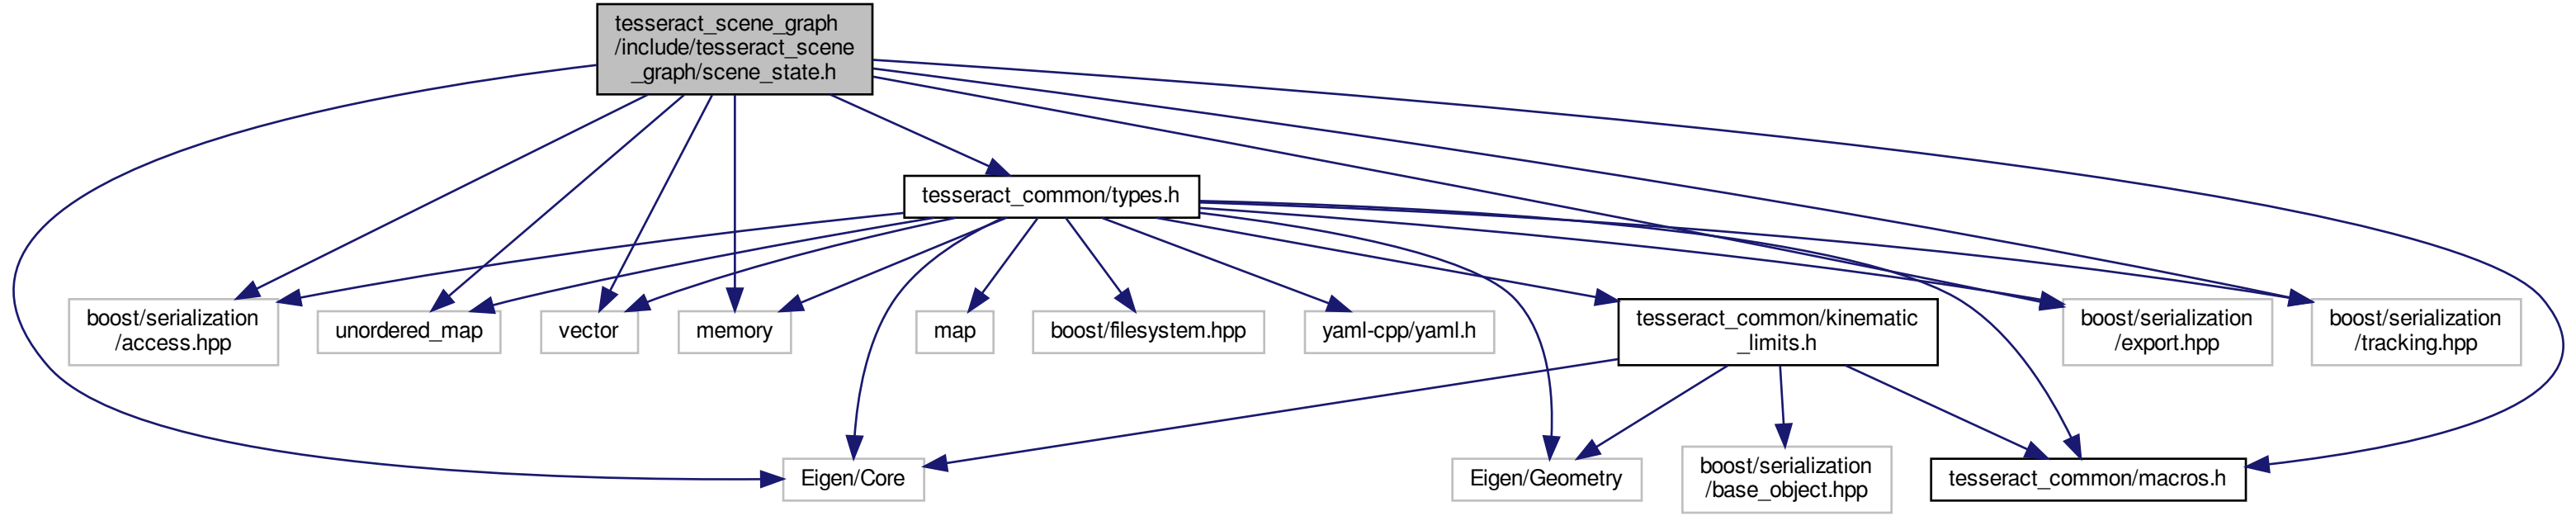 tesseract_scene_graph
/include/tesseract_scene
_graph/scene_state.h
tesseract_common/types.h
boost/serialization
/access.hpp
unordered_map
vector
memory
map
boost/filesystem.hpp
yaml-cpp/yaml.h
tesseract_common/kinematic
_limits.h
boost/serialization
/export.hpp
boost/serialization
/tracking.hpp
Eigen/Core
Eigen/Geometry
boost/serialization
/base_object.hpp
tesseract_common/macros.h